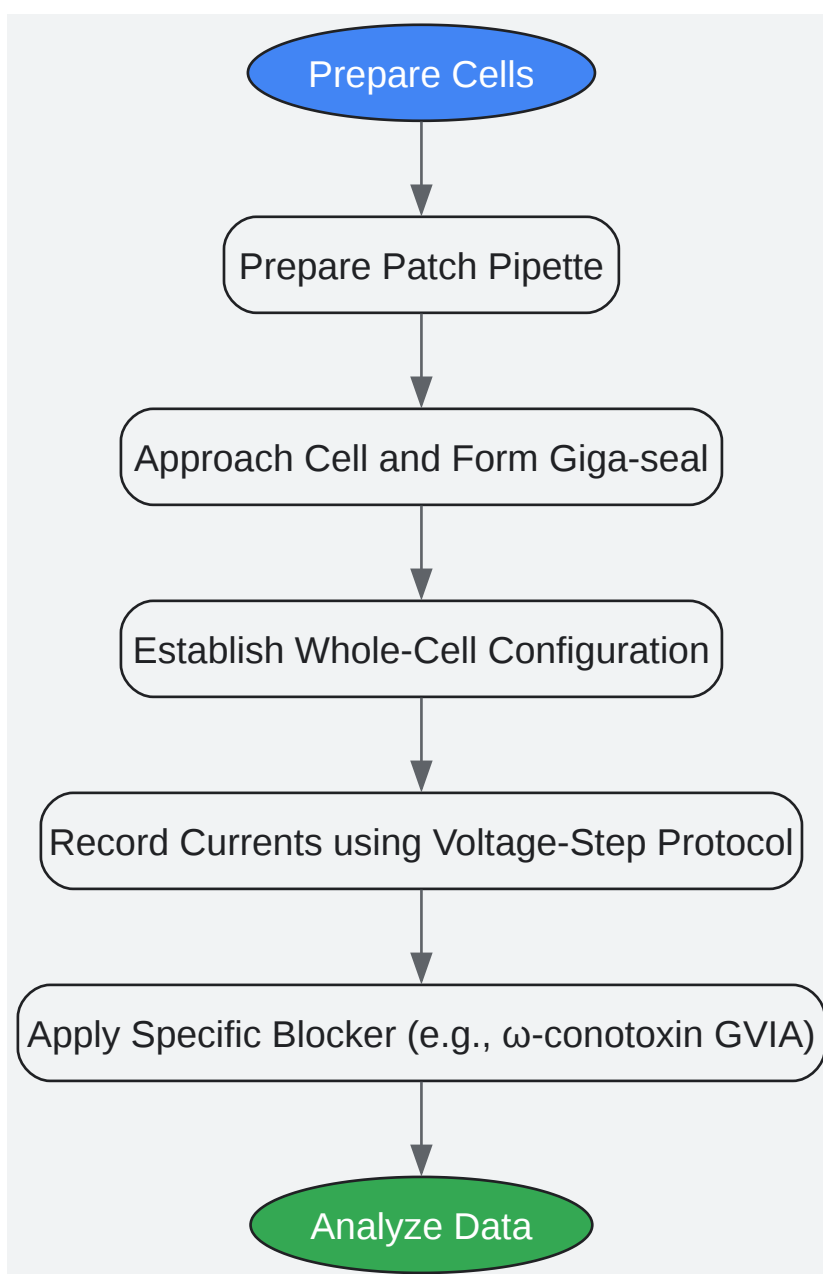 Prepare Cells
Prepare Patch Pipette
Approach Cell and Form Giga-seal
Establish Whole-Cell Configuration
Record Currents using Voltage-Step Protocol
Apply Specific Blocker (e.g., ω-conotoxin GVIA)
Analyze Data